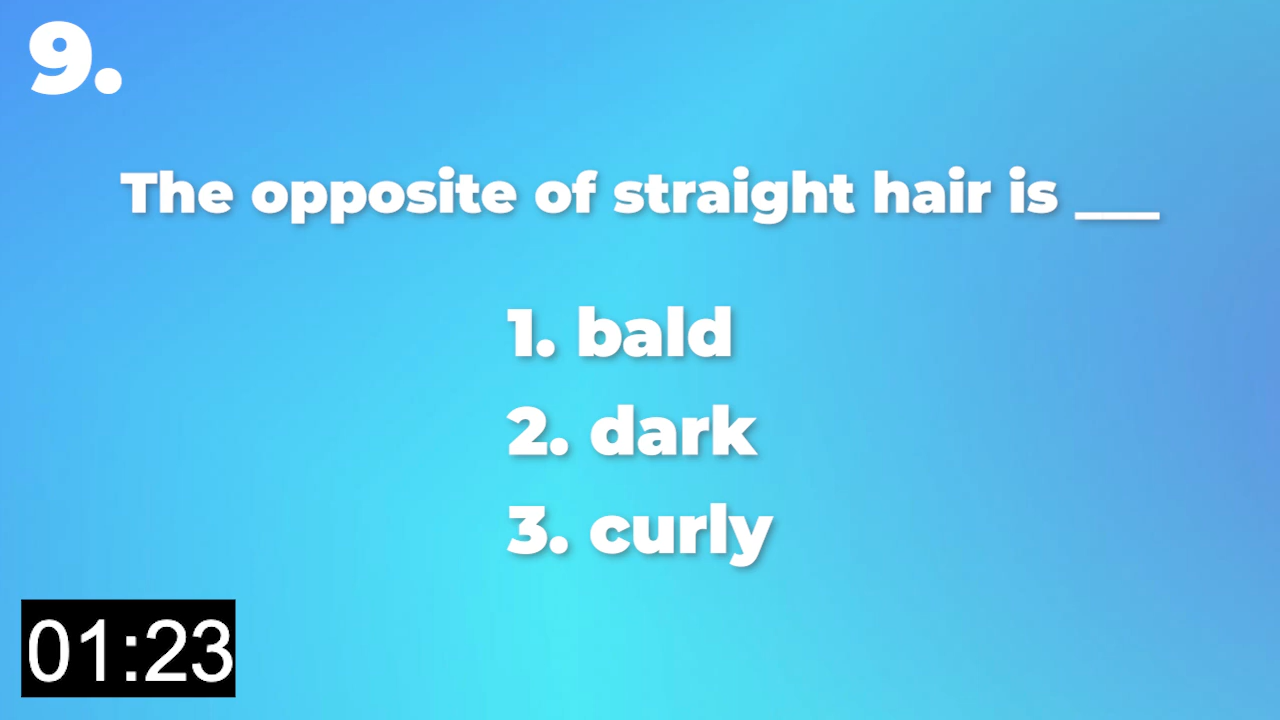 9.
The opposite of straight hair is ___
1. bald
2. dark
3. curly
01:23